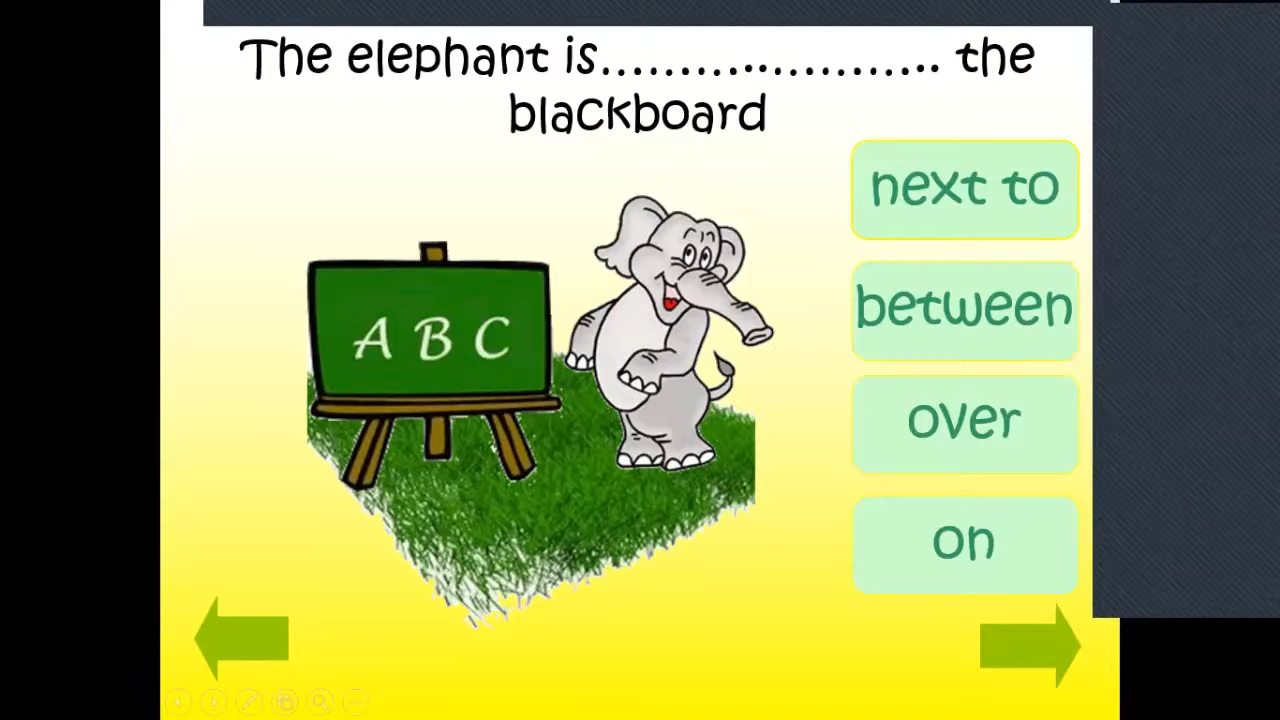 The elephant is………..……….. the
blackboard
next to
between
over
on
A B C